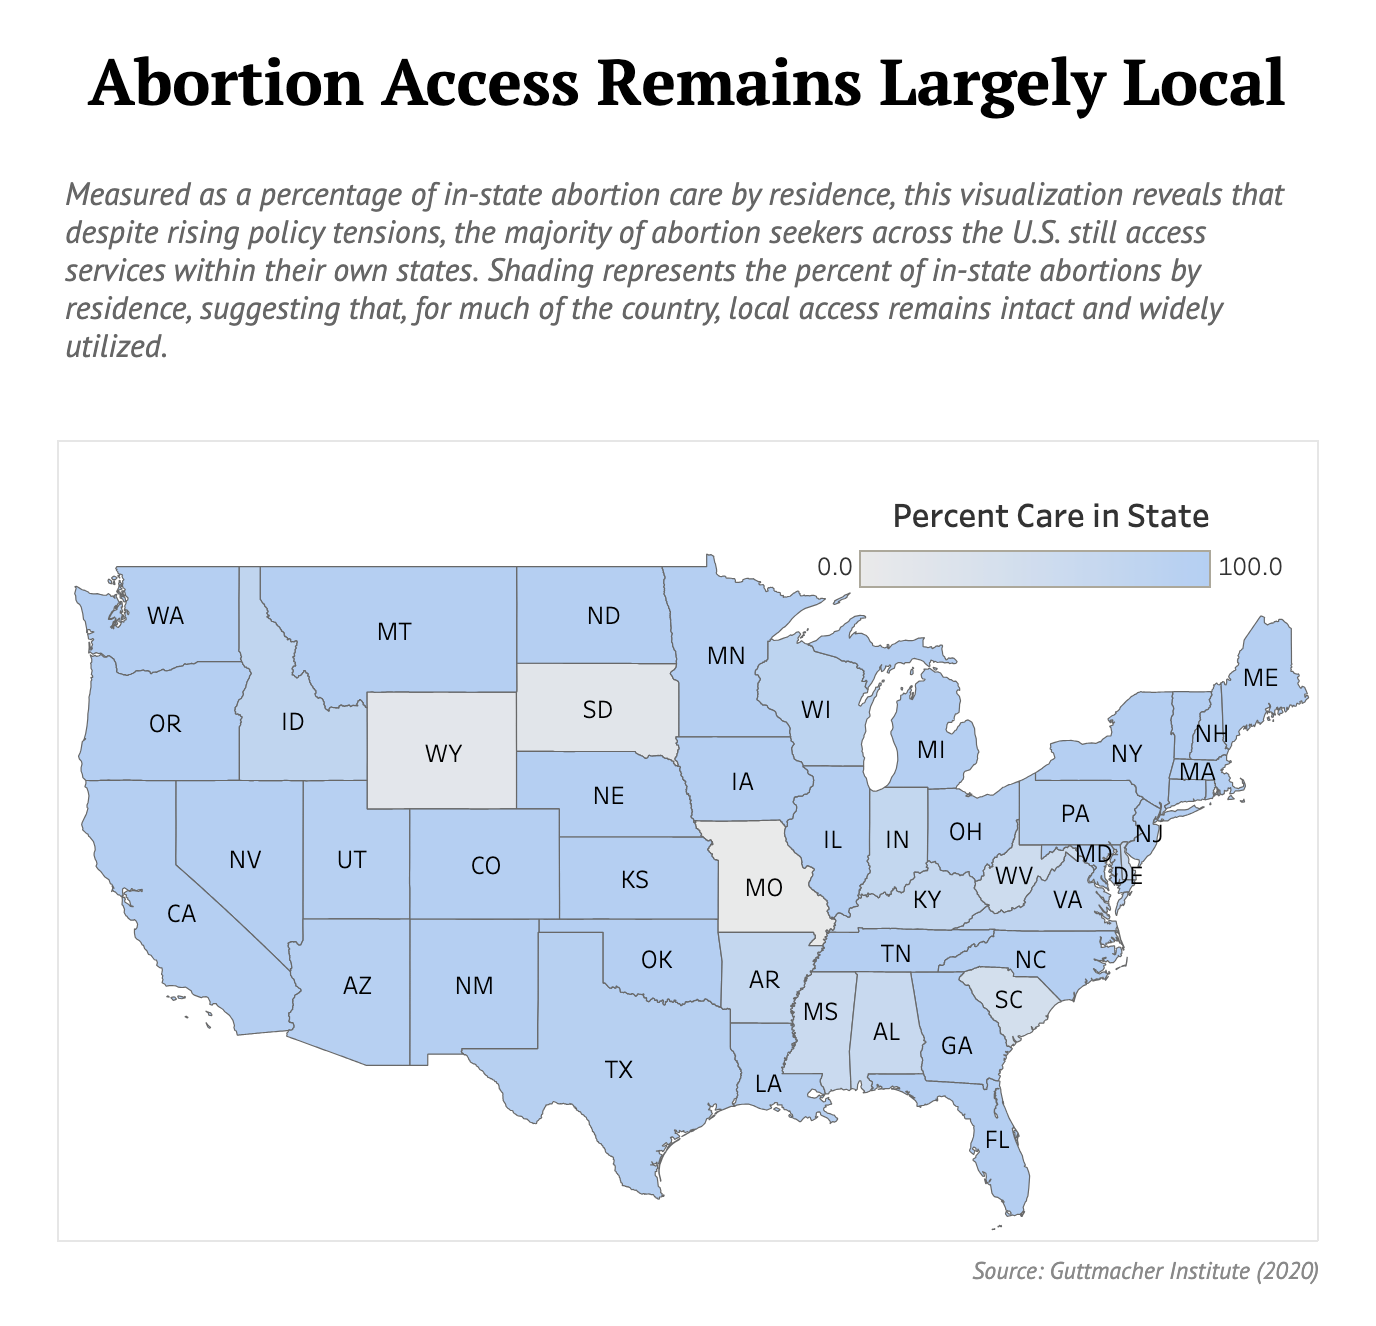 Abortion Access Remains Largely Local
Measured as a percentage of in-state abortion care by residence, this visualization reveals that
despite rising policy tensions, the majority of abortion seekers across the U.S. still access
services within their own states. Shading represents the percent of in-state abortions by
residence, suggesting that, for much of the country, local access remains intact and widely
utilized.
Percent Care in State
0.0 100.0
WA
MT
ND
MN
ME
OR
ID
WY
SD
WI
MI
NY
NH
MA
NE
IA
PA
NV
UT
CO
KS
IL
IN
OH
NJ
MD
DE
WV
VA
CA
MO
KY
AZ
NM
OK
AR
TN
NC
MS
AL
SC
GA
TX
LA
FL
Source: Guttmacher Institute (2020)